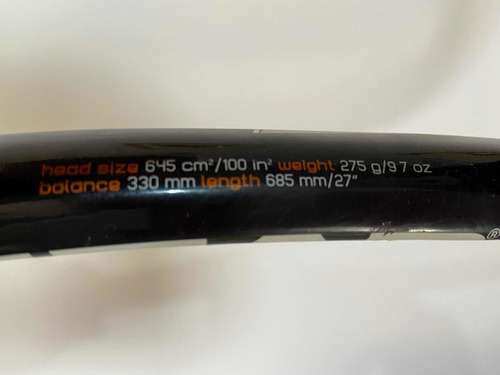 head size 645 cm²/100 in² weight 275 g/9 7 oz
balance 330 mm length 685 mm/27"
®